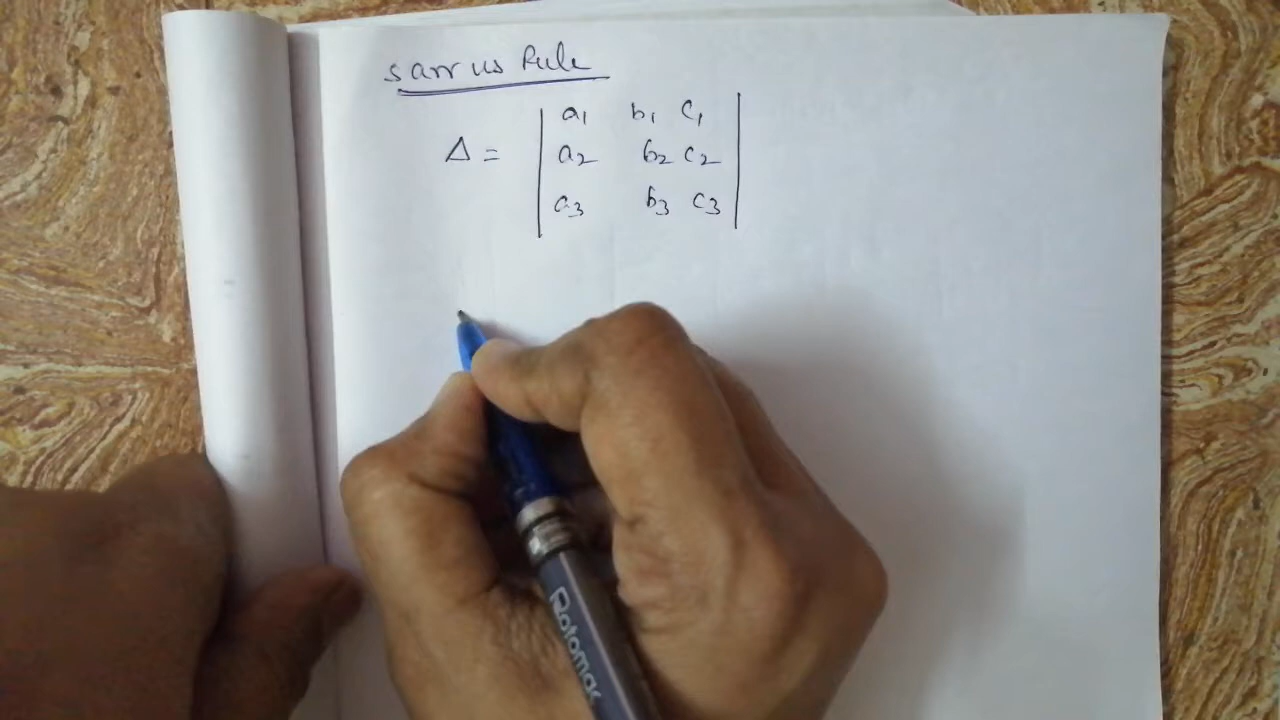 Sarrus Rule
a1 b1 c1
Δ = a2 b2 c2
a3 b3 c3
Rotomac